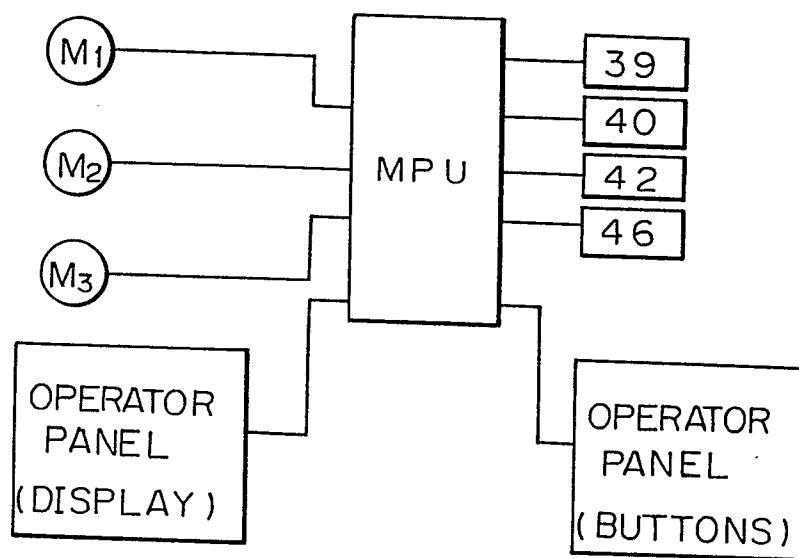 M1
M2
M3
MPU
39
40
42
46
OPERATOR
PANEL
(DISPLAY)
OPERATOR
PANEL
(BUTTONS)